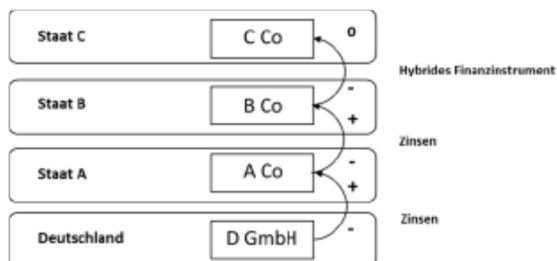 Staat C
C Co
o
Hybrides Finanzinstrument
-
Staat B
B Co
+
Zinsen
-
Staat A
A Co
+
Zinsen
-
Deutschland
D GmbH